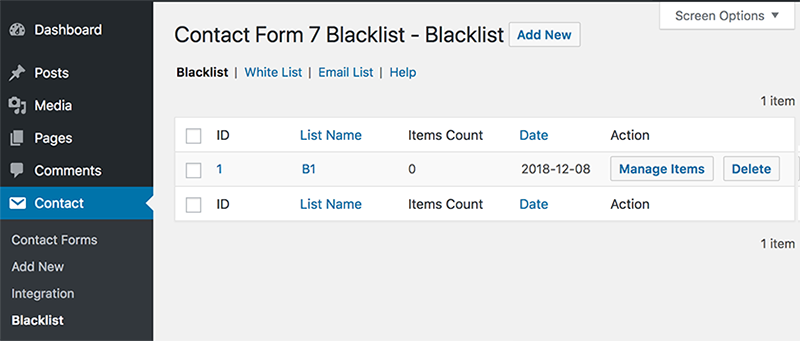 Dashboard
Posts
Media
Pages
Comments
Contact
Contact Forms
Add New
Integration
Blacklist
Screen Options ▼
Contact Form 7 Blacklist - Blacklist Add New
Blacklist | White List | Email List | Help
1 item
ID List Name Items Count Date Action
1 B1 0 2018-12-08 Manage Items Delete
ID List Name Items Count Date Action
1 item